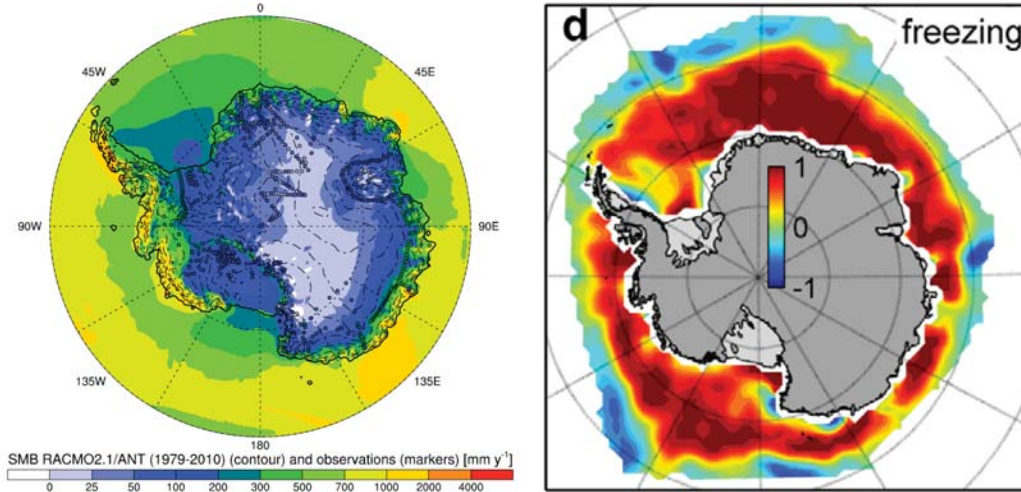 0
45W
45E
90W
90E
135W
135E
180
SMB RACMO2.1/ANT (1979-2010) (contour) and observations (markers) [mm y⁻¹]
0 25 50 100 200 300 500 700 1000 2000 4000
d
freezing
1
0
-1